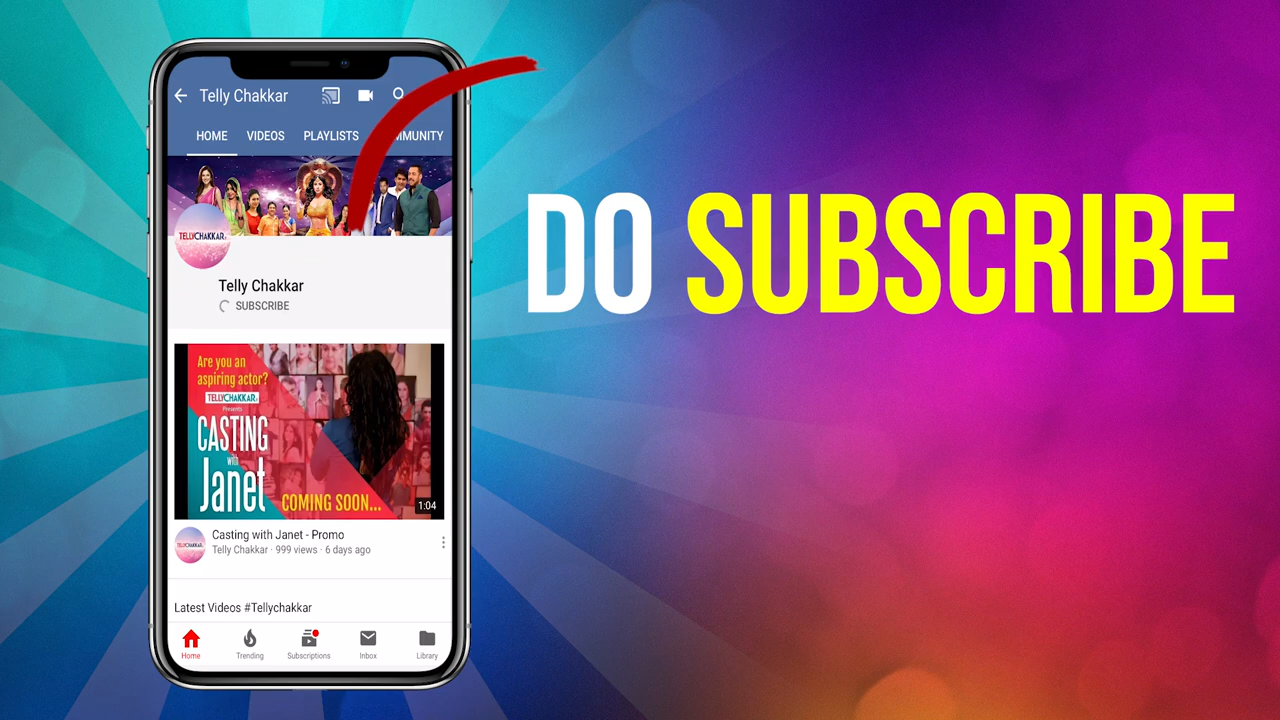 Telly Chakkar
HOME VIDEOS PLAYLISTS MMUNITY
TELLYCHAKKAR
Telly Chakkar
SUBSCRIBE
DO SUBSCRIBE
Are you an
aspiring actor?
TELLYCHAKKAR
Presents
CASTING
with
Janet
COMING SOON...
1:04
Casting with Janet - Promo
Telly Chakkar · 999 views · 6 days ago
TELLYCHAKKAR
Latest Videos #Tellychakkar
Home Trending Subscriptions Inbox Library